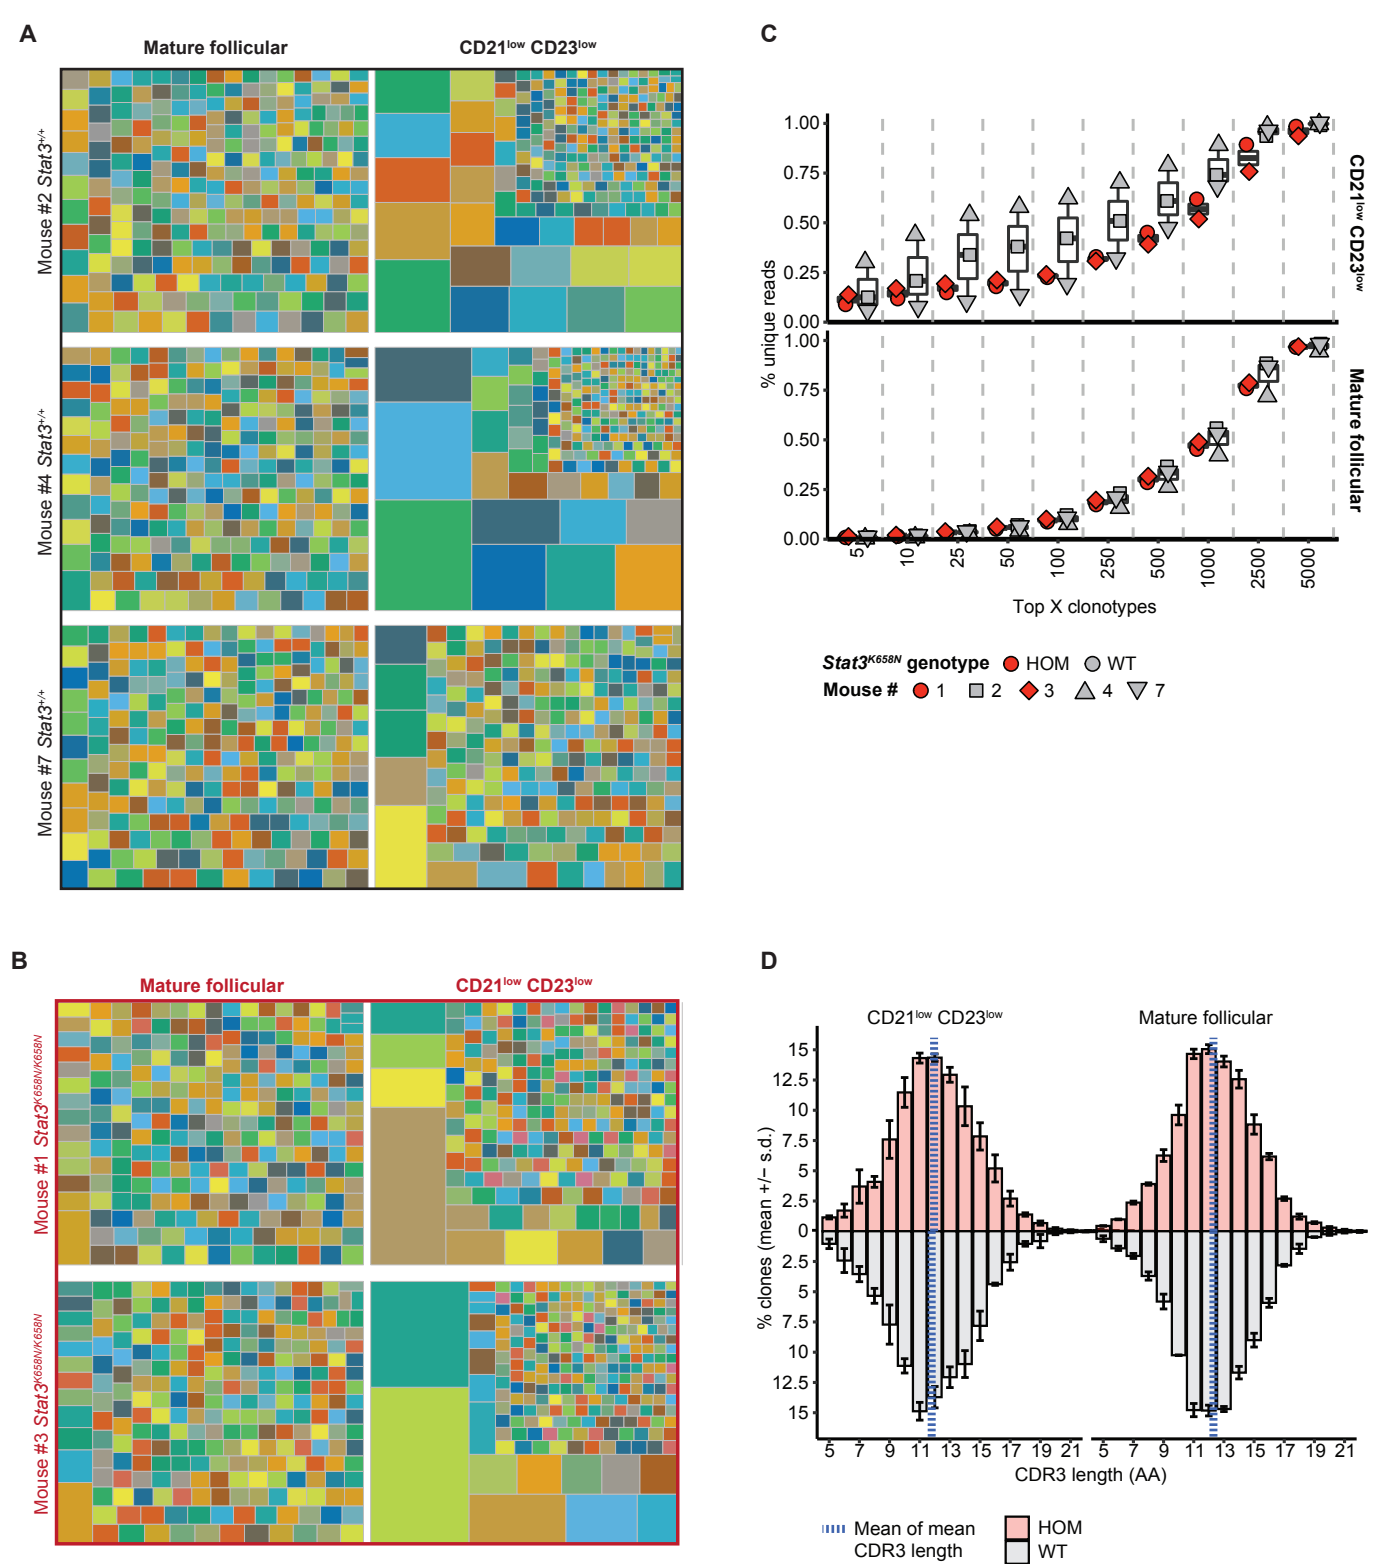 A
Mature follicular
CD21low CD23low
Mouse #2 Stat3+/+
Mouse #4 Stat3+/+
Mouse #7 Stat3+/+
B
Mature follicular
CD21low CD23low
Mouse #1 Stat3K658N/K658N
Mouse #3 Stat3K658N/K658N
C
% unique reads
1.00
0.75
0.50
0.25
0.00
CD21low CD23low
1.00
0.75
0.50
0.25
0.00
Mature follicular
5 10 25 50 100 250 500 1000 2500 5000
Top X clonotypes
Stat3K658N genotype HOM WT
Mouse # 1 2 3 4 7
D
CD21low CD23low
Mature follicular
% clones (mean +/− s.d.)
15
12.5
10
7.5
5
2.5
0
2.5
5
7.5
10
12.5
15
5 7 9 11 13 15 17 19 21 5 7 9 11 13 15 17 19 21
CDR3 length (AA)
Mean of mean
CDR3 length
HOM
WT